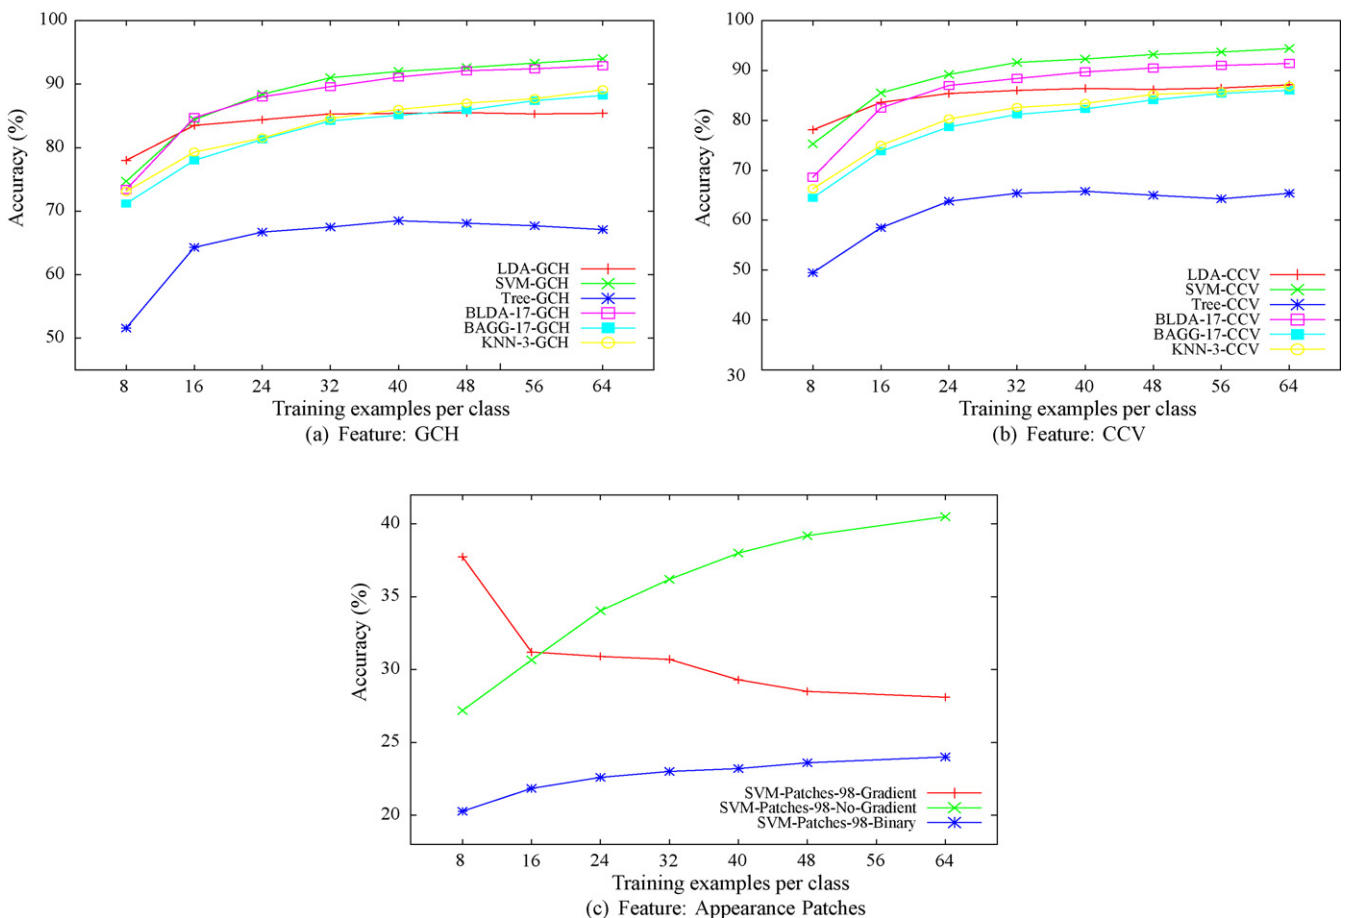 100
90
80
70
60
50
Accuracy (%)
LDA-GCH
SVM-GCH
Tree-GCH
BLDA-17-GCH
BAGG-17-GCH
KNN-3-GCH
8 16 24 32 40 48 56 64
Training examples per class
(a) Feature: GCH
100
90
80
70
60
50
40
30
Accuracy (%)
LDA-CCV
SVM-CCV
Tree-CCV
BLDA-17-CCV
BAGG-17-CCV
KNN-3-CCV
8 16 24 32 40 48 56 64
Training examples per class
(b) Feature: CCV
40
35
30
25
20
Accuracy (%)
SVM-Patches-98-Gradient
SVM-Patches-98-No-Gradient
SVM-Patches-98-Binary
8 16 24 32 40 48 56 64
Training examples per class
(c) Feature: Appearance Patches